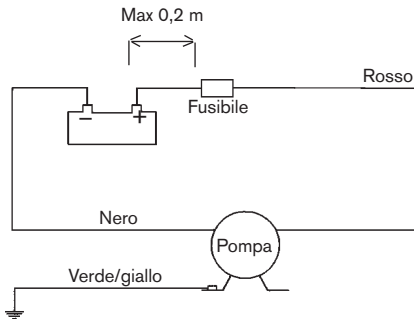 Max 0,2 m
Rosso
Fusibile
− +
Nero
Pompa
Verde/giallo